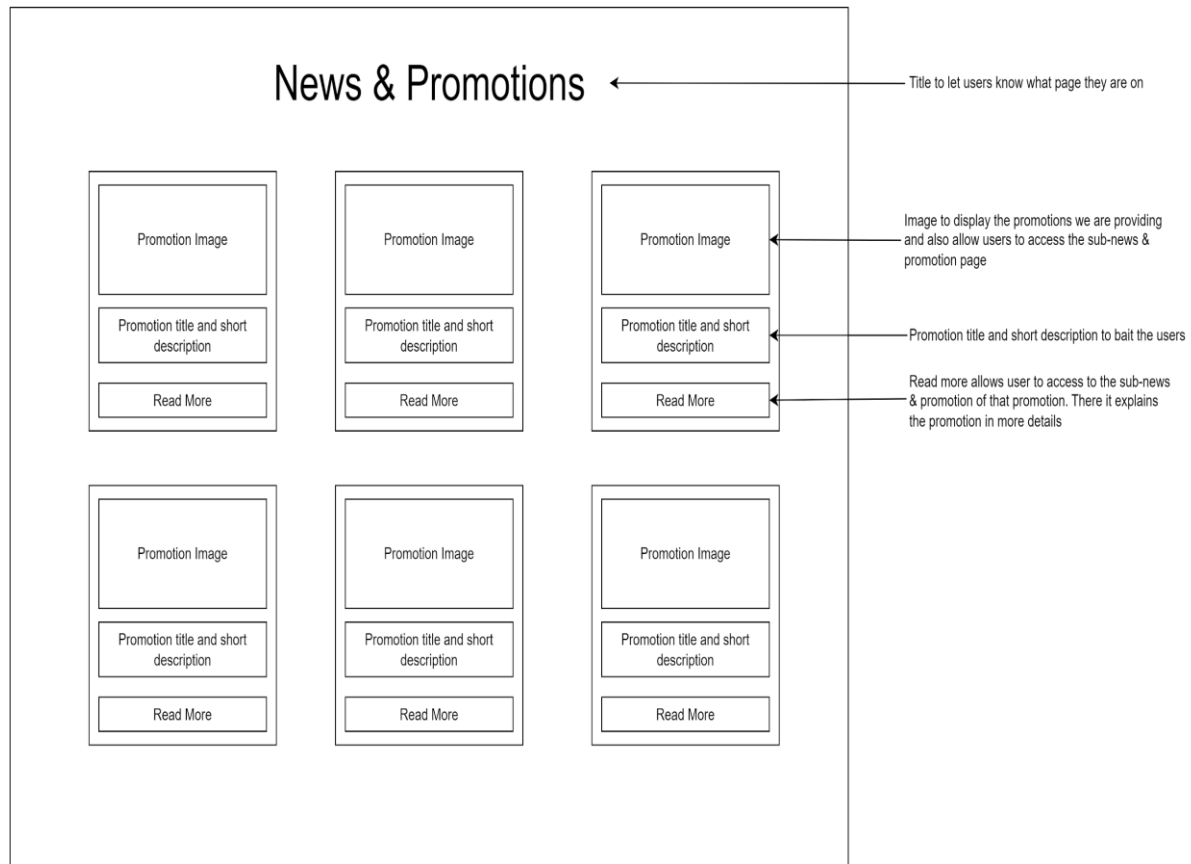 News & Promotions
Title to let users know what page they are on
Promotion Image
Promotion Image
Promotion Image
Image to display the promotions we are providing
and also allow users to access the sub-news &
promotion page
Promotion title and short
description
Promotion title and short
description
Promotion title and short
description
Promotion title and short description to bait the users
Read More
Read More
Read More
Read more allows user to access to the sub-news
& promotion of that promotion. There it explains
the promotion in more details
Promotion Image
Promotion Image
Promotion Image
Promotion title and short
description
Promotion title and short
description
Promotion title and short
description
Read More
Read More
Read More